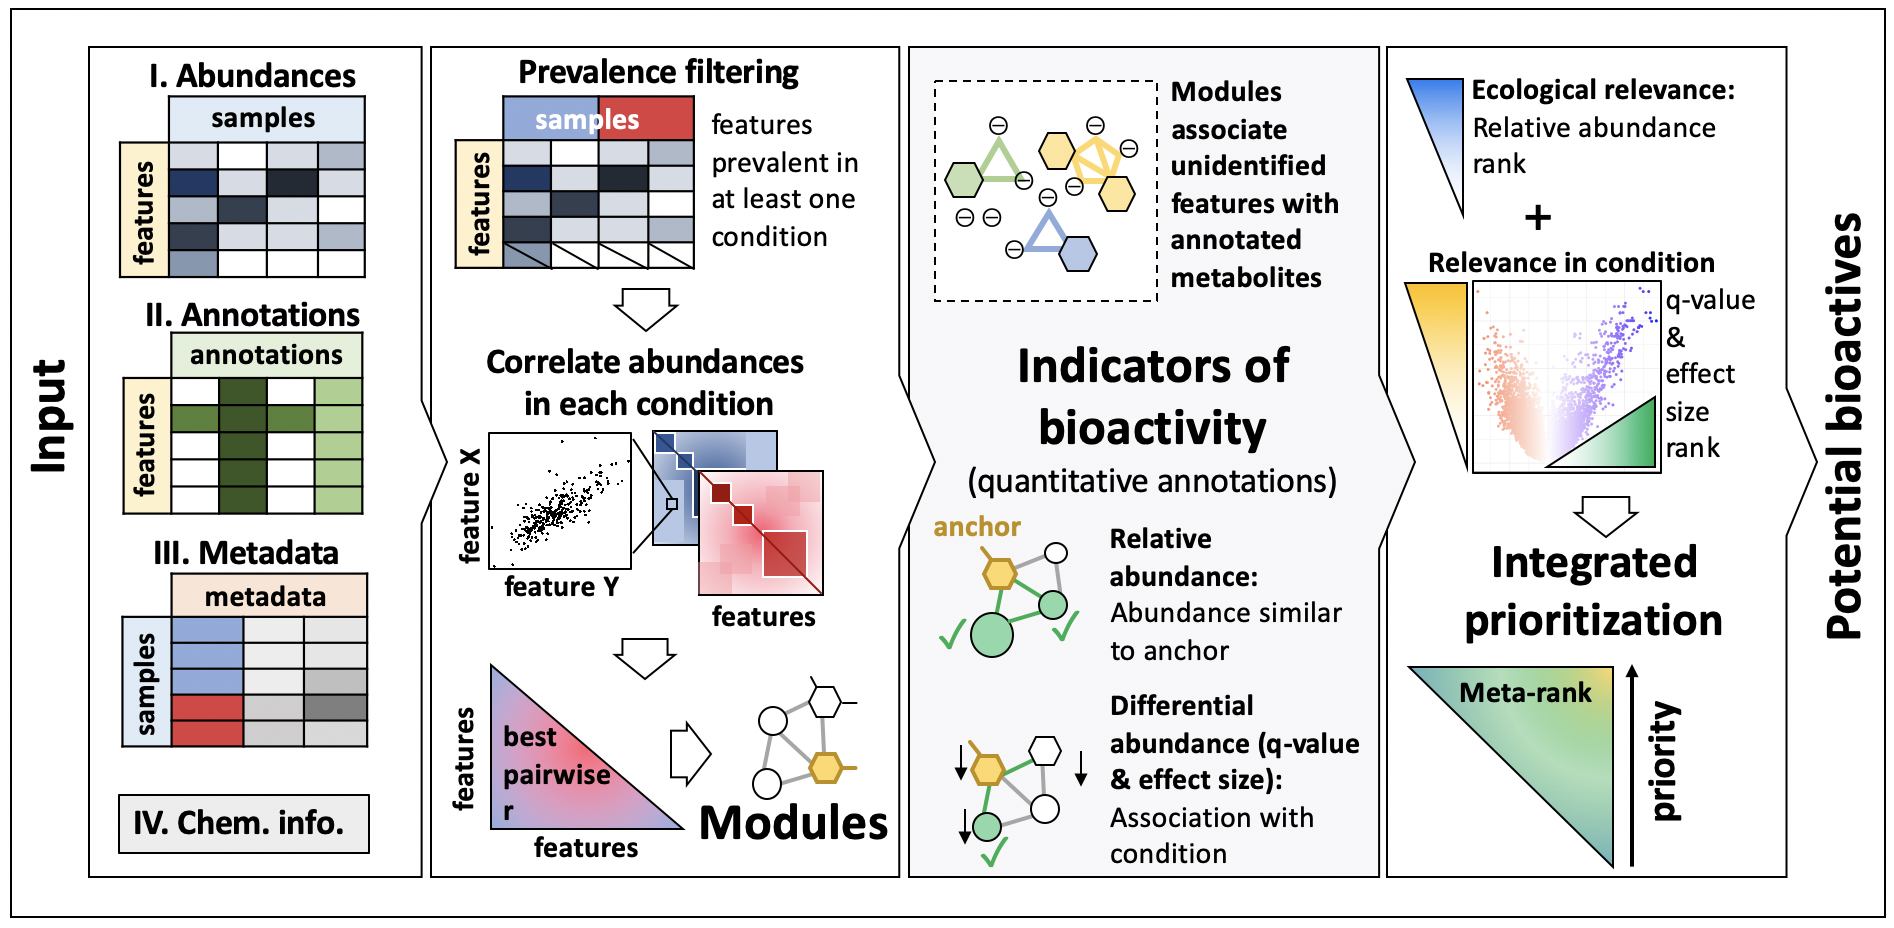 Input
I. Abundances
samples
features
II. Annotations
annotations
features
III. Metadata
metadata
samples
IV. Chem. info.
Prevalence filtering
samples
features
features
prevalent in
at least one
condition
Correlate abundances
in each condition
feature X
feature Y
features
features
best
pairwise
r
features
Modules
Modules
associate
unidentified
features with
annotated
metabolites
Indicators of
bioactivity
(quantitative annotations)
anchor
Relative
abundance:
Abundance similar
to anchor
Differential
abundance (q-value
& effect size):
Association with
condition
Ecological relevance:
Relative abundance
rank
+
Relevance in condition
q-value
&
effect
size
rank
Integrated
prioritization
Meta-rank
priority
Potential bioactives